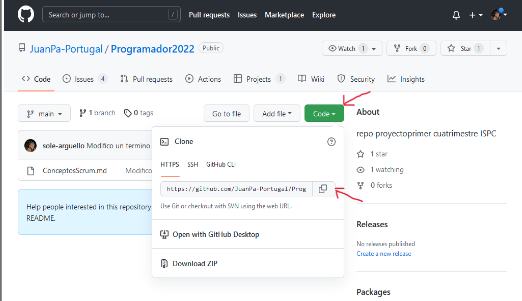 Search or jump to... /
Pull requests Issues Marketplace Explore
JuanPa-Portugal / Programador2022 Public
Watch 1 Fork 0 Star 1
Code Issues 4 Pull requests Actions Projects 1 Wiki Security Insights
main 1 branch 0 tags Go to file Add file Code
About
repo proyectoprimer cuatrimestre ISPC
1 star
1 watching
0 forks
sole-arguello Modifico un termino
ConceptosScrum.md Modifico
Help people interested in this repository
README.
Clone
HTTPS SSH GitHub CLI
https://github.com/JuanPa-Portugal/Prog
Use Git or checkout with SVN using the web URL.
Open with GitHub Desktop
Download ZIP
Releases
No releases published
Create a new release
Packages